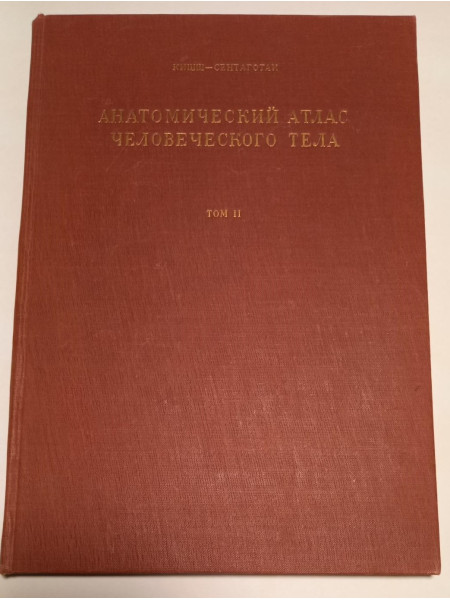 КИШШ—СЕНТАГОТАИ
АНАТОМИЧЕСКИЙ АТЛАС
ЧЕЛОВЕЧЕСКОГО ТЕЛА
ТОМ II